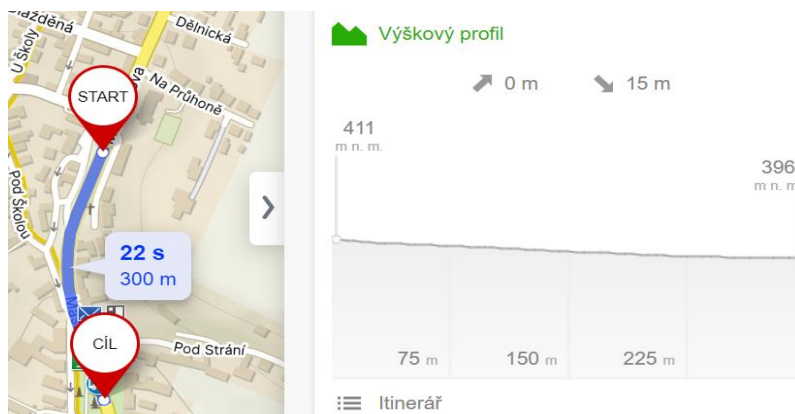 Dělnická
U Školy
Na Průhoně
START
Pod Školou
22 s
300 m
CÍL
Pod Strání
Výškový profil
0 m
15 m
411
m n. m.
396
m n. m
75 m
150 m
225 m
Itinerář